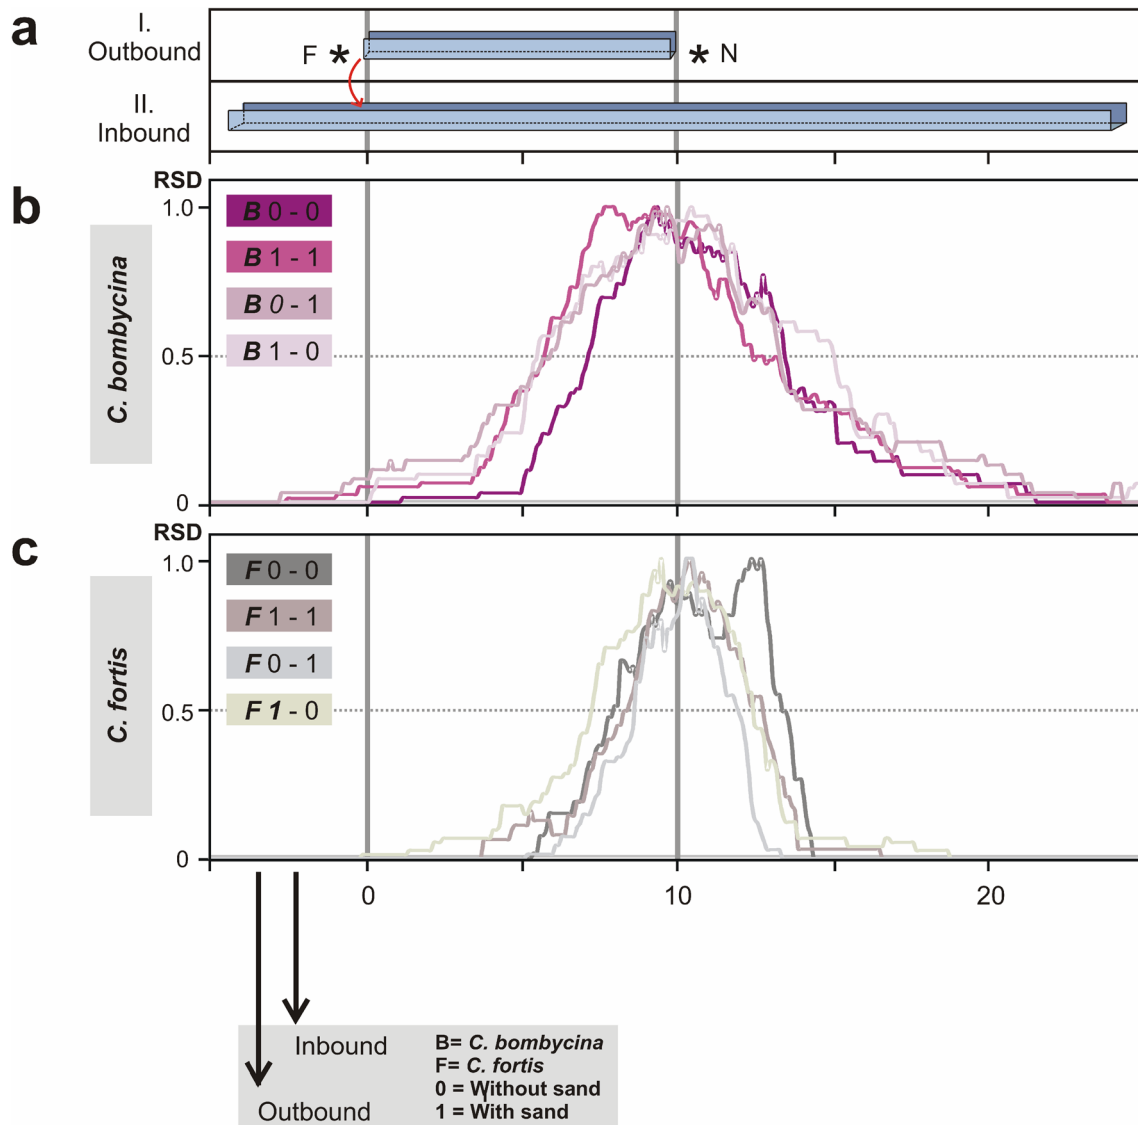 a
I.
Outbound
F * * N
II.
Inbound
b
RSD
C. bombycina
1.0
0.5
0
B 0 - 0
B 1 - 1
B 0 - 1
B 1 - 0
c
RSD
C. fortis
1.0
0.5
0
F 0 - 0
F 1 - 1
F 0 - 1
F 1 - 0
0 10 20
Inbound
Outbound
B= C. bombycina
F= C. fortis
0 = Without sand
1 = With sand